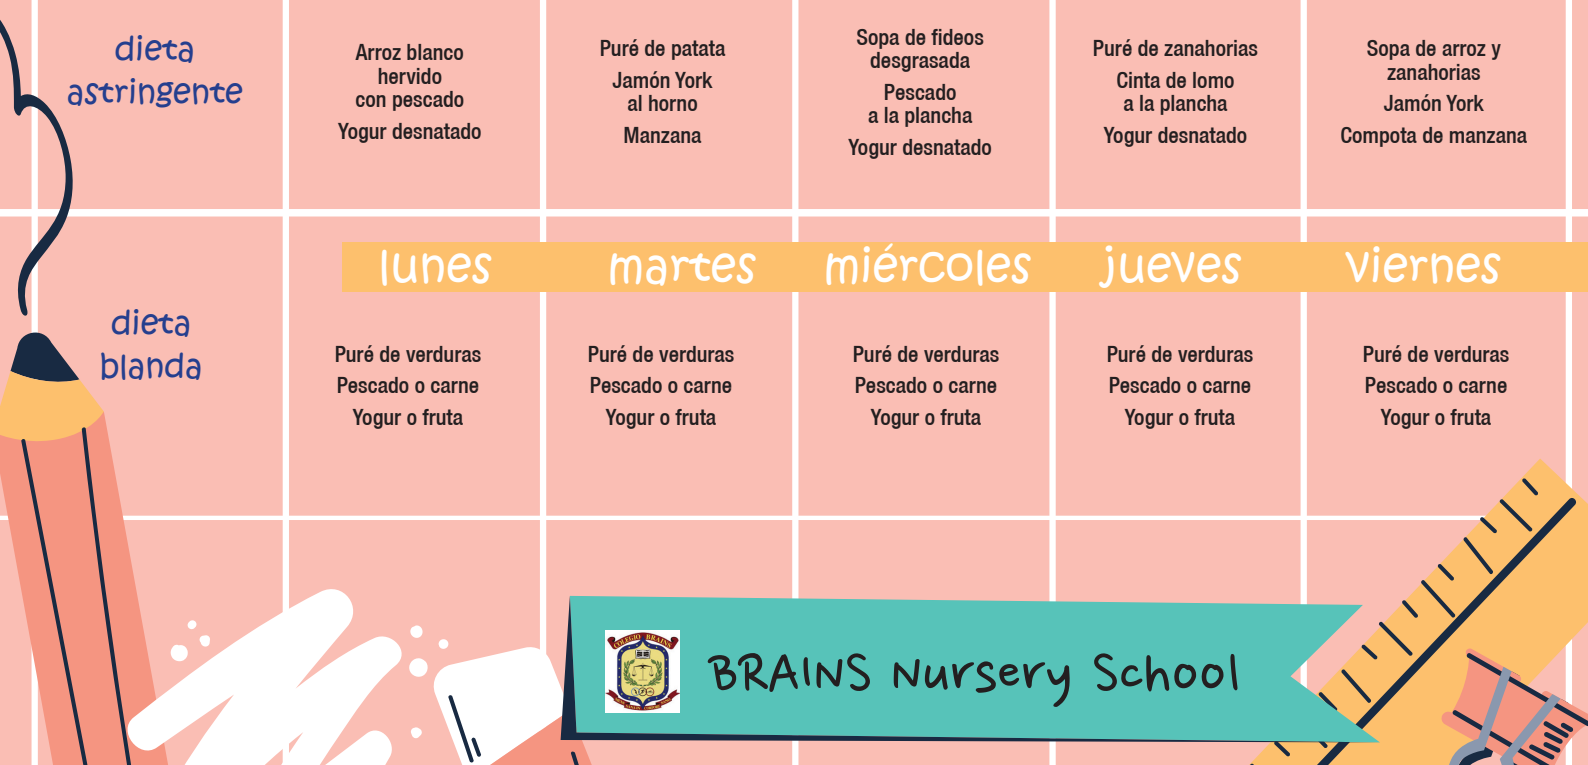 dieta
astringente
Arroz blanco
hervido
con pescado
Yogur desnatado
Puré de patata
Jamón York
al horno
Manzana
Sopa de fideos
desgrasada
Pescado
a la plancha
Yogur desnatado
Puré de zanahorias
Cinta de lomo
a la plancha
Yogur desnatado
Sopa de arroz y
zanahorias
Jamón York
Compota de manzana
lunes martes miércoles jueves viernes
dieta
blanda
Puré de verduras
Pescado o carne
Yogur o fruta
Puré de verduras
Pescado o carne
Yogur o fruta
Puré de verduras
Pescado o carne
Yogur o fruta
Puré de verduras
Pescado o carne
Yogur o fruta
Puré de verduras
Pescado o carne
Yogur o fruta
COLEGIO BRAINS
BRAINS Nursery School